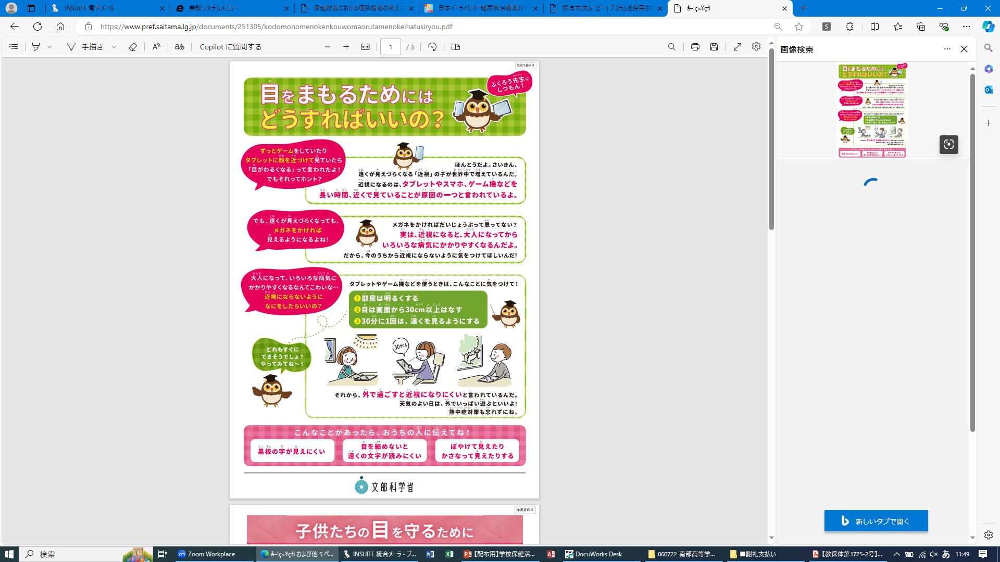 INSUITE 電子メール
業務システムメニュー
保健教育における個別指導の考え方
日本イーライリリー糖尿病治療薬バク
投与方法ムービー | ブコラムを使用され
å–'ç«¥çfl
https://www.pref.saitama.lg.jp/documents/251305/kodomonomenokenkouwomaorutamenokeihatusiryou.pdf
手描き
aあ
Copilot に質問する
1
/ 3
画像検索
児童生徒向け
目をまもるためには
どうすればいいの？
ふくろう先生に
しつもん！
ずっとゲームをしていたり
タブレットに顔を近づけて見ていたら
「目がわるくなる」って言われたよ！
でもそれってホント？
ほんとうだよ。さいきん、
遠くが見えづらくなる「近視」の子が世界中で増えているんだ。
近視になるのは、タブレットやスマホ、ゲーム機などを
長い時間、近くで見ていることが原因の一つと言われているよ。
でも、遠くが見えづらくなっても、
メガネをかければ
見えるようになるよね！
メガネをかければだいじょうぶって思ってない？
実は、近視になると、大人になってから
いろいろな病気にかかりやすくなるんだよ。
だから、今のうちから近視にならないように気をつけてほしいんだ！
大人になって、いろいろな病気に
かかりやすくなるなんてこわいな…
近視にならないように
なにをしたらいいの？
タブレットやゲーム機などを使うときは、こんなことに気をつけて！
①部屋は明るくする
②目は画面から30cm以上はなす
③30分に1回は、遠くを見るようにする
どれもすぐに
できそうでしょ？
やってみてね～！
30センチ
それから、外で過ごすと近視になりにくいと言われているんだ。
天気のよい日は、外でいっぱい遊ぶといいよ！
熱中症対策も忘れずにね。
こんなことがあったら、おうちの人に伝えてね！
黒板の字が見えにくい
目を細めないと
遠くの文字が読みにくい
ぼやけて見えたり
かさなって見えたりする
文部科学省
保護者向け
子供たちの目を守るために
新しいタブで開く
検索
Zoom Workplace
å–'ç«¥çfl および他 5 ペ...
INSUITE 統合メーラ - プ...
【配布用】学校保健活...
DocuWorks Desk
060722_南部高等学...
■謝礼支払い
【教保体第1725-2号】...
あ
11:49